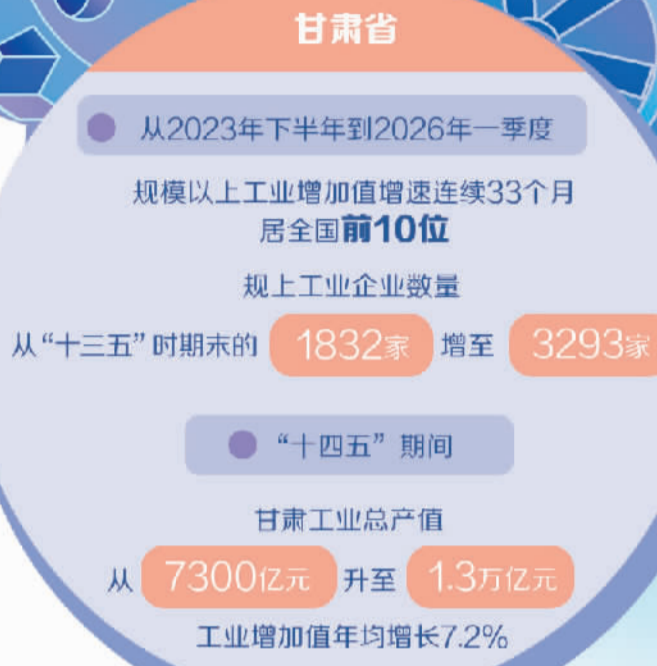 甘肃省
从2023年下半年到2026年一季度
规模以上工业增加值增速连续33个月
居全国前10位
规上工业企业数量
从“十三五”时期末的 1832家 增至 3293家
“十四五”期间
甘肃工业总产值
从 7300亿元 升至 1.3万亿元
工业增加值年均增长7.2%